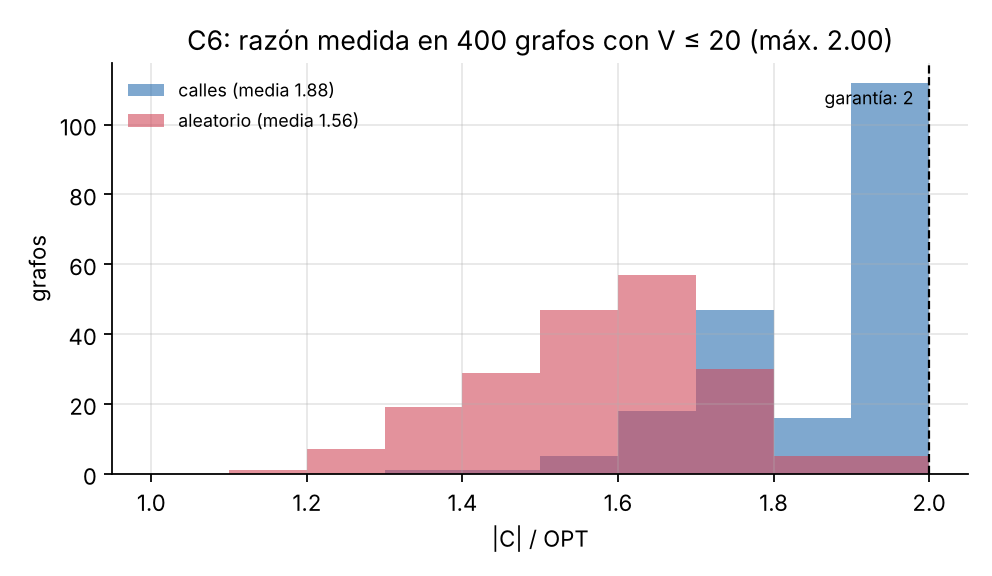 C6: razón medida en 400 grafos con V ≤ 20 (máx. 2.00)
calles (media 1.88)
aleatorio (media 1.56)
garantía: 2
grafos
100
80
60
40
20
0
1.0 1.2 1.4 1.6 1.8 2.0
|C| / OPT